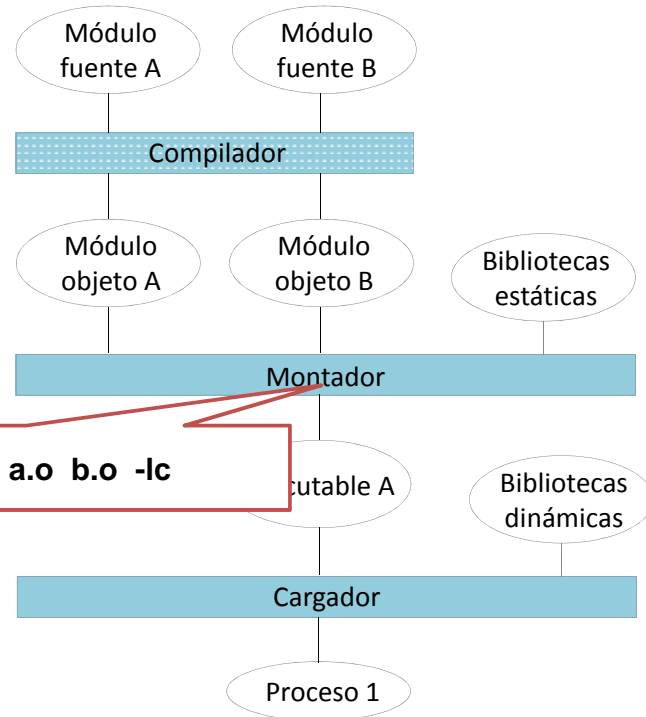 Módulo
fuente A
Módulo
fuente B
Compilador
Módulo
objeto A
Módulo
objeto B
Bibliotecas
estáticas
Montador
a.o b.o -lc
cutable A
Bibliotecas
dinámicas
Cargador
Proceso 1